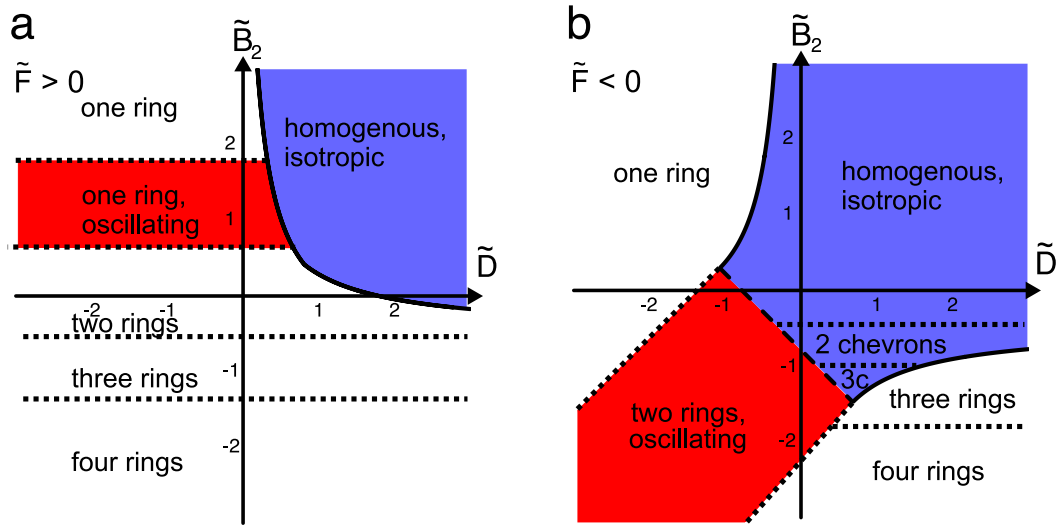 a
B̃₂
F̃ > 0
one ring
homogenous,
isotropic
2
one ring,
oscillating
1
D̃
-2
-1
1
2
two rings
three rings
-1
four rings
-2
b
B̃₂
F̃ < 0
2
one ring
homogenous,
isotropic
1
D̃
-2
-1
1
2
2 chevrons
-1
3c
three rings
two rings,
oscillating
-2
four rings